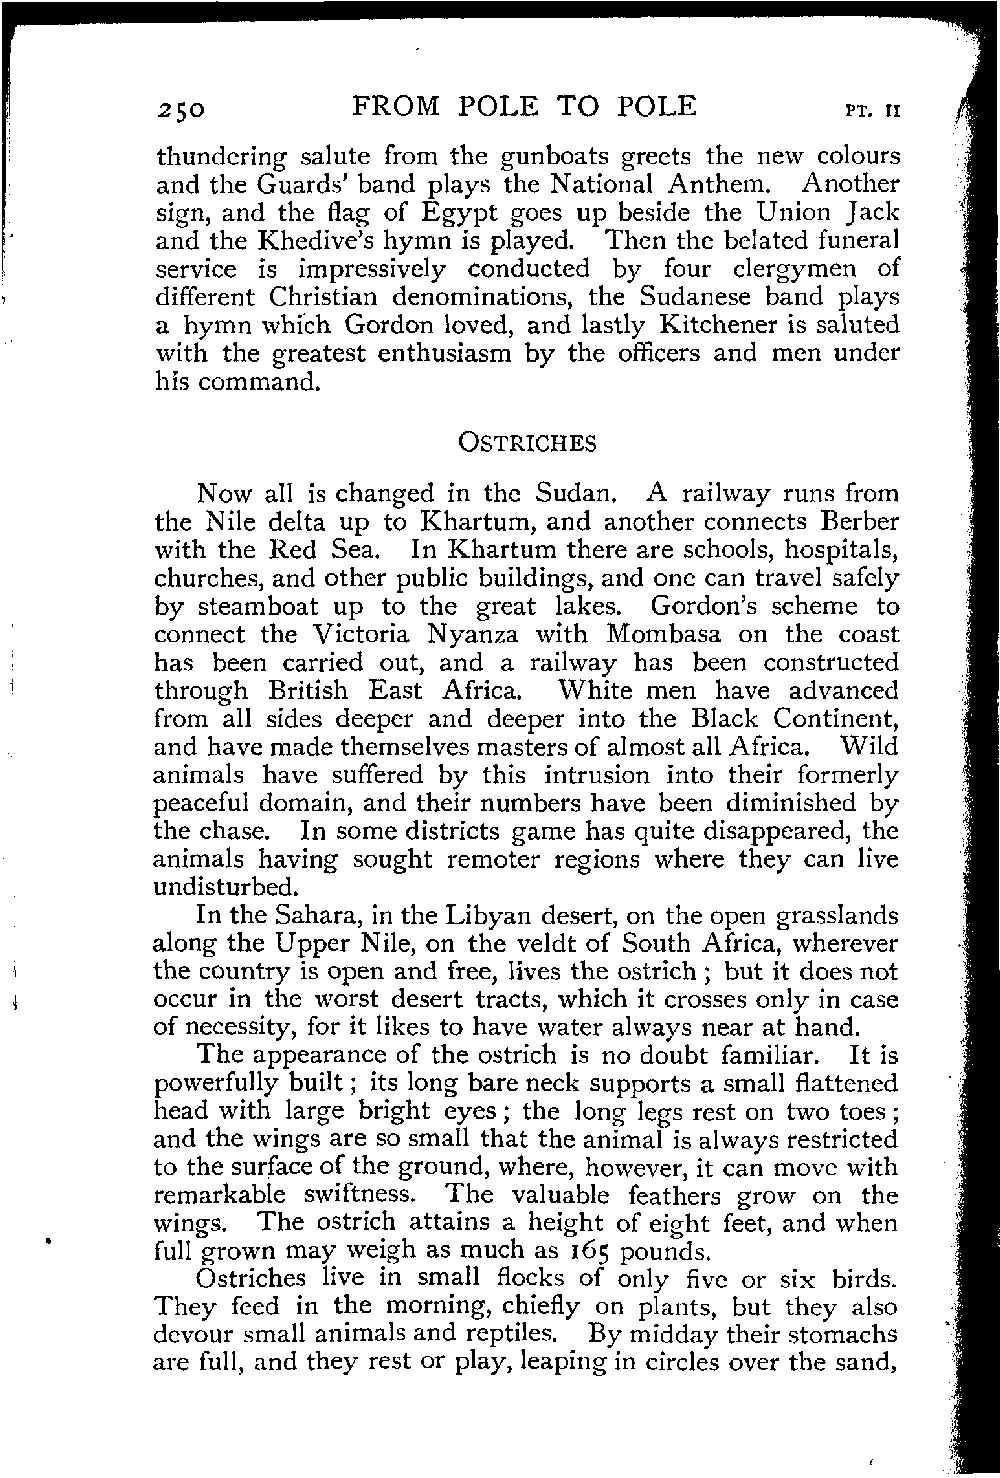 250 FROM POLE TO POLE PT. II
thundering salute from the gunboats greets the new colours
and the Guards' band plays the National Anthem. Another
sign, and the flag of Egypt goes up beside the Union Jack
and the Khedive's hymn is played. Then the belated funeral
service is impressively conducted by four clergymen of
different Christian denominations, the Sudanese band plays
a hymn which Gordon loved, and lastly Kitchener is saluted
with the greatest enthusiasm by the officers and men under
his command.
OSTRICHES
Now all is changed in the Sudan. A railway runs from
the Nile delta up to Khartum, and another connects Berber
with the Red Sea. In Khartum there are schools, hospitals,
churches, and other public buildings, and one can travel safely
by steamboat up to the great lakes. Gordon's scheme to
connect the Victoria Nyanza with Mombasa on the coast
has been carried out, and a railway has been constructed
through British East Africa. White men have advanced
from all sides deeper and deeper into the Black Continent,
and have made themselves masters of almost all Africa. Wild
animals have suffered by this intrusion into their formerly
peaceful domain, and their numbers have been diminished by
the chase. In some districts game has quite disappeared, the
animals having sought remoter regions where they can live
undisturbed.
In the Sahara, in the Libyan desert, on the open grasslands
along the Upper Nile, on the veldt of South Africa, wherever
the country is open and free, lives the ostrich ; but it does not
occur in the worst desert tracts, which it crosses only in case
of necessity, for it likes to have water always near at hand.
The appearance of the ostrich is no doubt familiar. It is
powerfully built ; its long bare neck supports a small flattened
head with large bright eyes ; the long legs rest on two toes ;
and the wings are so small that the animal is always restricted
to the surface of the ground, where, however, it can move with
remarkable swiftness. The valuable feathers grow on the
wings. The ostrich attains a height of eight feet, and when
full grown may weigh as much as 165 pounds.
Ostriches live in small flocks of only five or six birds.
They feed in the morning, chiefly on plants, but they also
devour small animals and reptiles. By midday their stomachs
are full, and they rest or play, leaping in circles over the sand,